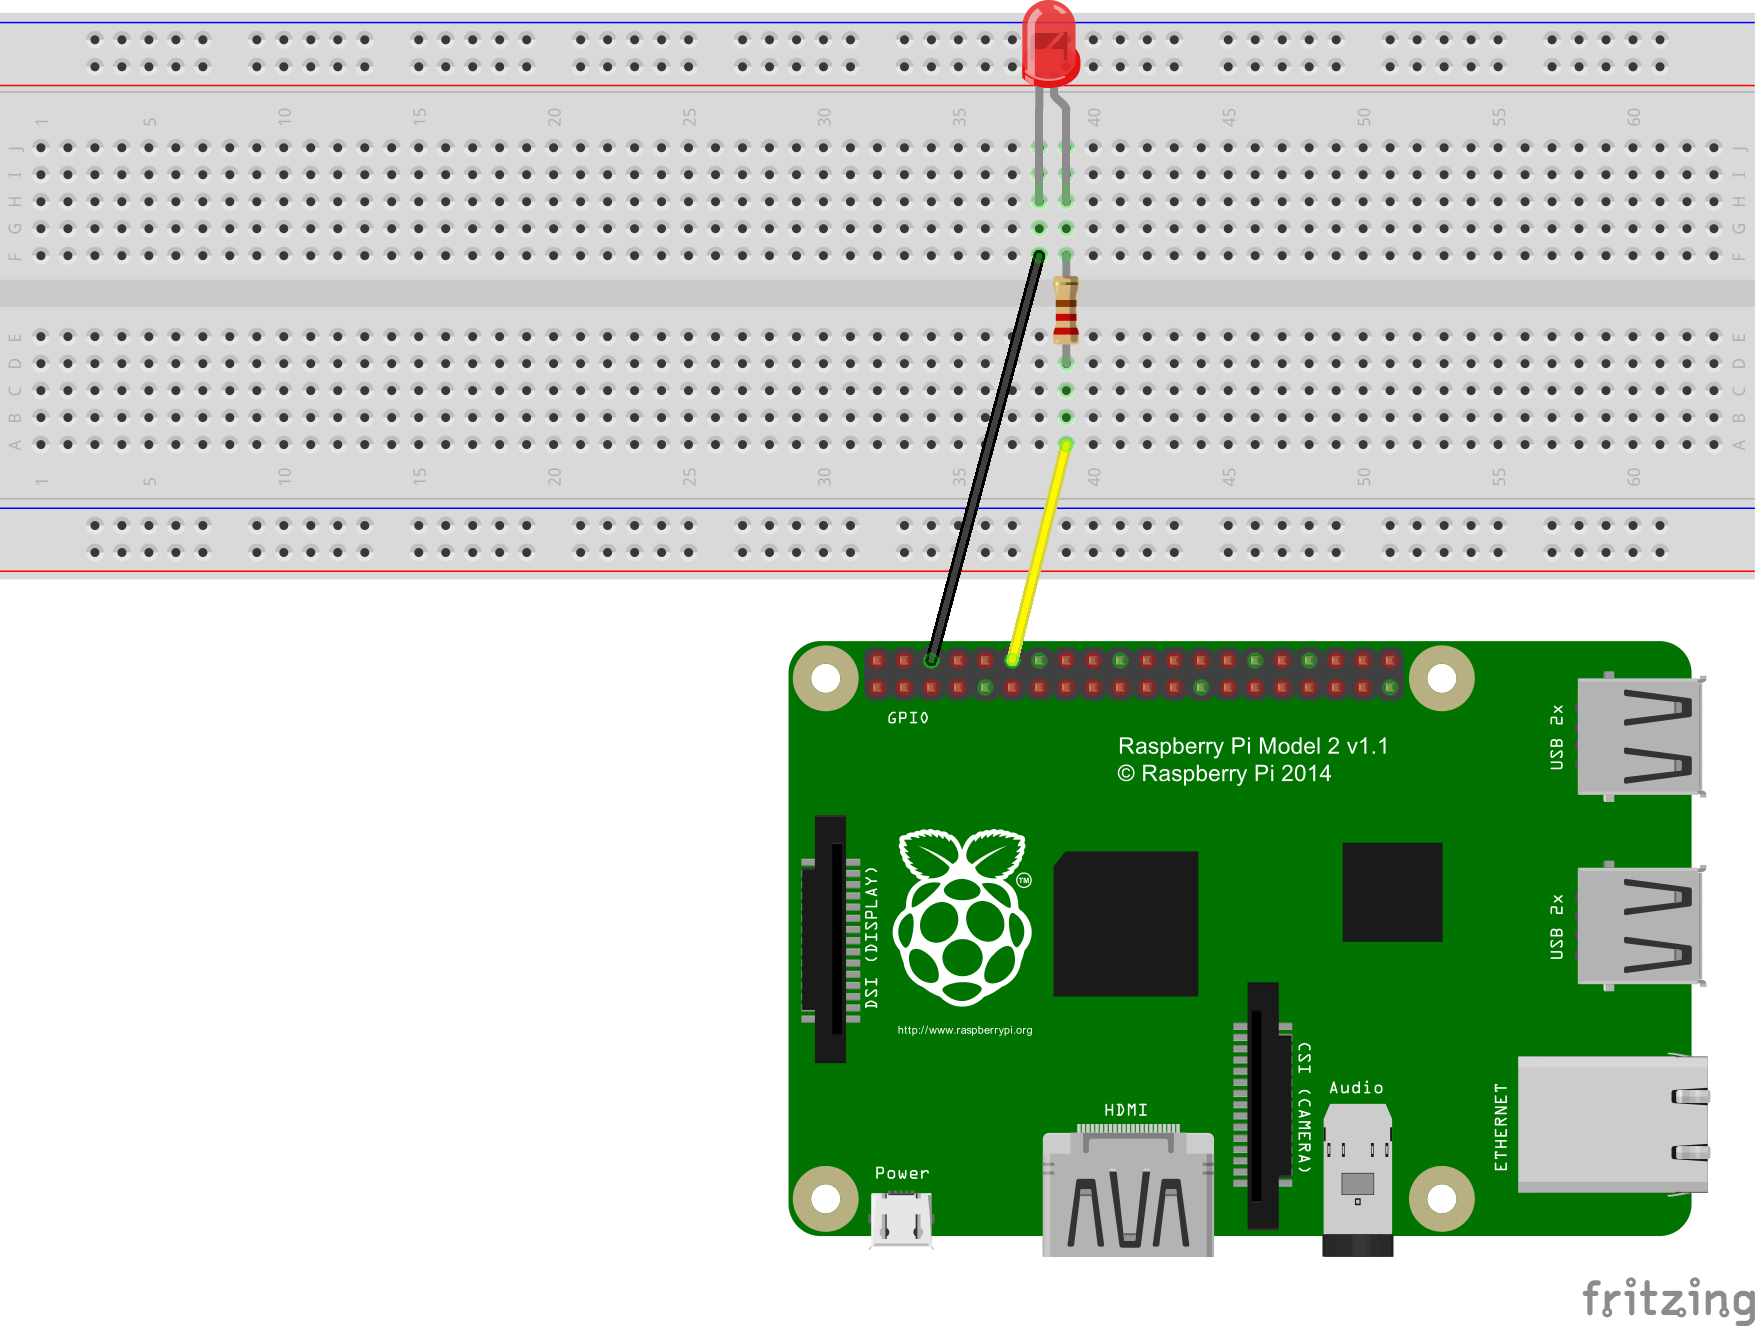 1 5 10 15 20 25 30 35 40 45 50 55 60
J J
I I
H H
G G
F F
E E
D D
C C
B B
A A
1 5 10 15 20 25 30 35 40 45 50 55 60
GPIO
Raspberry Pi Model 2 v1.1
© Raspberry Pi 2014
USB 2x
DSI (DISPLAY)
TM
USB 2x
http://www.raspberrypi.org
CSI (CAMERA)
Audio
ETHERNET
HDMI
Power
fritzing